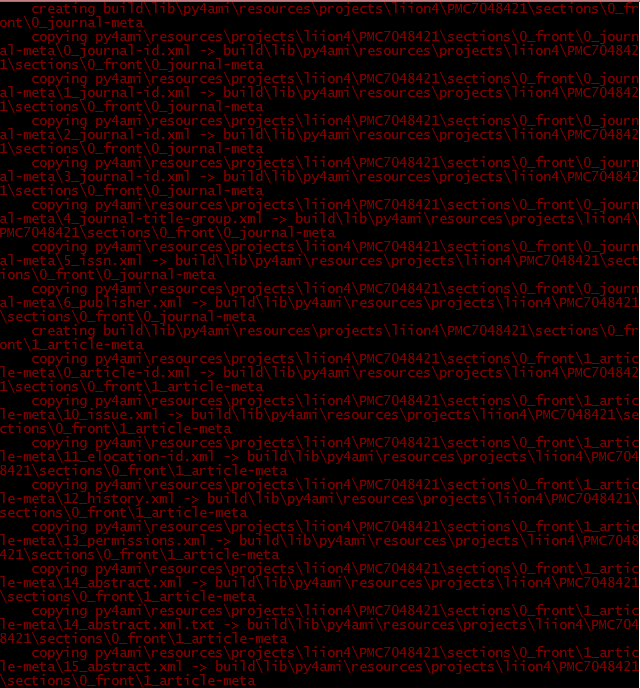 creating build\lib\py4ami\resources\projects\liion4\PMC7048421\sections\0_fr
ont\0_journal-meta
copying py4ami\resources\projects\liion4\PMC7048421\sections\0_front\0_journ
al-meta\0_journal-id.xml -> build\lib\py4ami\resources\projects\liion4\PMC704842
1\sections\0_front\0_journal-meta
copying py4ami\resources\projects\liion4\PMC7048421\sections\0_front\0_journ
al-meta\1_journal-id.xml -> build\lib\py4ami\resources\projects\liion4\PMC704842
1\sections\0_front\0_journal-meta
copying py4ami\resources\projects\liion4\PMC7048421\sections\0_front\0_journ
al-meta\2_journal-id.xml -> build\lib\py4ami\resources\projects\liion4\PMC704842
1\sections\0_front\0_journal-meta
copying py4ami\resources\projects\liion4\PMC7048421\sections\0_front\0_journ
al-meta\3_journal-id.xml -> build\lib\py4ami\resources\projects\liion4\PMC704842
1\sections\0_front\0_journal-meta
copying py4ami\resources\projects\liion4\PMC7048421\sections\0_front\0_journ
al-meta\4_journal-title-group.xml -> build\lib\py4ami\resources\projects\liion4\
PMC7048421\sections\0_front\0_journal-meta
copying py4ami\resources\projects\liion4\PMC7048421\sections\0_front\0_journ
al-meta\5_issn.xml -> build\lib\py4ami\resources\projects\liion4\PMC7048421\sect
ions\0_front\0_journal-meta
copying py4ami\resources\projects\liion4\PMC7048421\sections\0_front\0_journ
al-meta\6_publisher.xml -> build\lib\py4ami\resources\projects\liion4\PMC7048421
\sections\0_front\0_journal-meta
creating build\lib\py4ami\resources\projects\liion4\PMC7048421\sections\0_fr
ont\1_article-meta
copying py4ami\resources\projects\liion4\PMC7048421\sections\0_front\1_artic
le-meta\0_article-id.xml -> build\lib\py4ami\resources\projects\liion4\PMC704842
1\sections\0_front\1_article-meta
copying py4ami\resources\projects\liion4\PMC7048421\sections\0_front\1_artic
le-meta\10_issue.xml -> build\lib\py4ami\resources\projects\liion4\PMC7048421\se
ctions\0_front\1_article-meta
copying py4ami\resources\projects\liion4\PMC7048421\sections\0_front\1_artic
le-meta\11_elocation-id.xml -> build\lib\py4ami\resources\projects\liion4\PMC704
8421\sections\0_front\1_article-meta
copying py4ami\resources\projects\liion4\PMC7048421\sections\0_front\1_artic
le-meta\12_history.xml -> build\lib\py4ami\resources\projects\liion4\PMC7048421\
sections\0_front\1_article-meta
copying py4ami\resources\projects\liion4\PMC7048421\sections\0_front\1_artic
le-meta\13_permissions.xml -> build\lib\py4ami\resources\projects\liion4\PMC7048
421\sections\0_front\1_article-meta
copying py4ami\resources\projects\liion4\PMC7048421\sections\0_front\1_artic
le-meta\14_abstract.xml -> build\lib\py4ami\resources\projects\liion4\PMC7048421
\sections\0_front\1_article-meta
copying py4ami\resources\projects\liion4\PMC7048421\sections\0_front\1_artic
le-meta\14_abstract.xml.txt -> build\lib\py4ami\resources\projects\liion4\PMC704
8421\sections\0_front\1_article-meta
copying py4ami\resources\projects\liion4\PMC7048421\sections\0_front\1_artic
le-meta\15_abstract.xml -> build\lib\py4ami\resources\projects\liion4\PMC7048421
\sections\0_front\1_article-meta